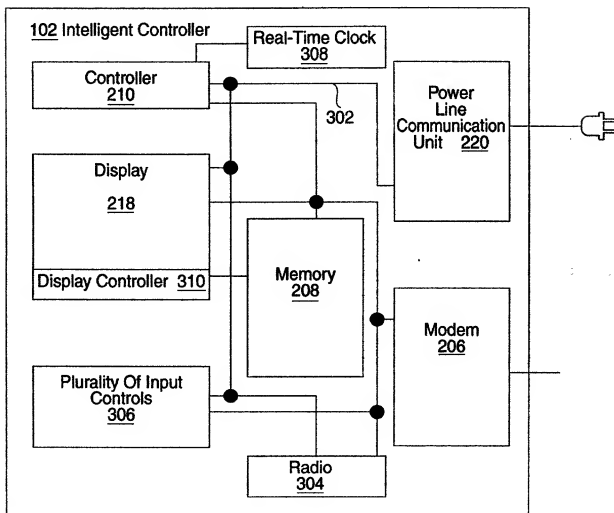 102 Intelligent Controller
Real-Time Clock
308
Controller
210
302
Power
Line
Communication
Unit 220
Display
218
Display Controller 310
Memory
208
Modem
206
Plurality Of Input
Controls
306
Radio
304